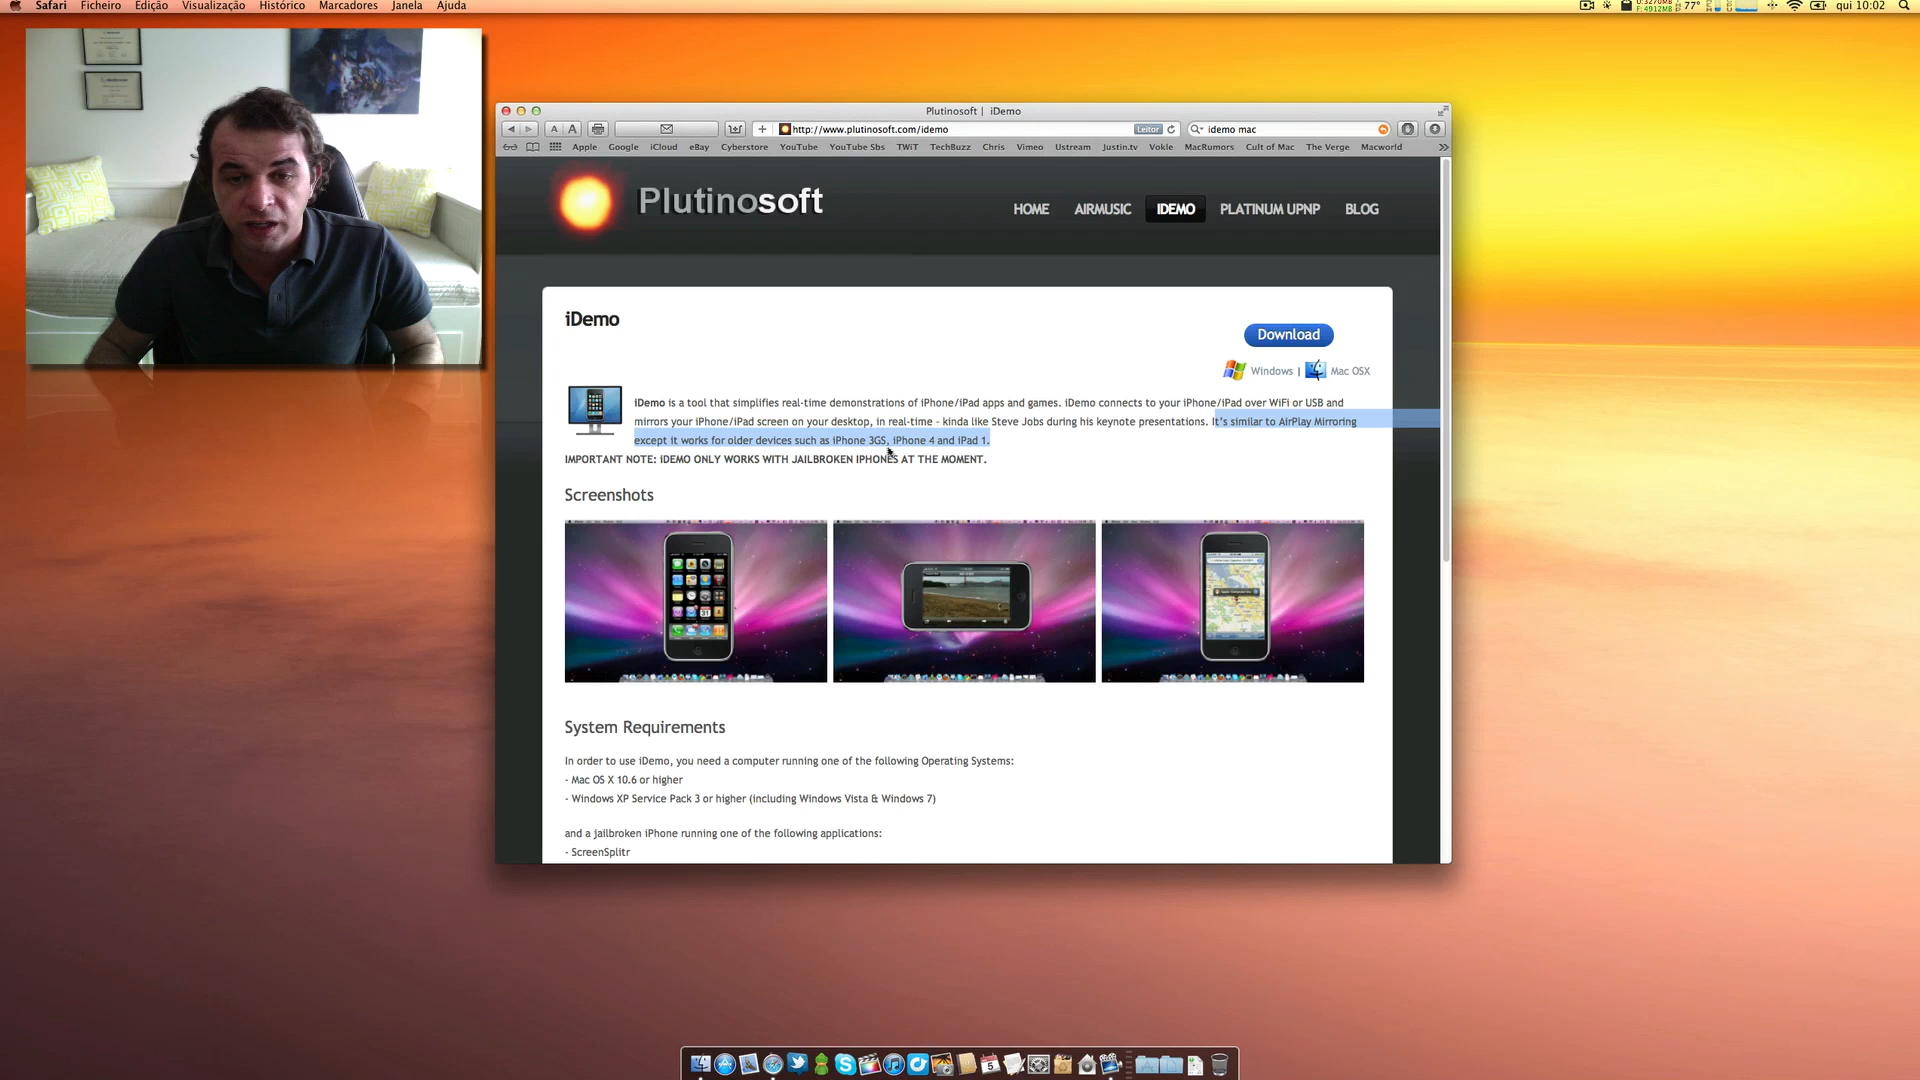 Safari Ficheiro Edição Visualização Histórico Marcadores Janela Ajuda
77° qui 10:02
Plutinosoft | iDemo
A A http://www.plutinosoft.com/idemo Leitor idemo mac
Apple Google iCloud eBay Cyberstore YouTube YouTube Sbs TWiT TechBuzz Chris Vimeo Ustream Justin.tv Vokle MacRumors Cult of Mac The Verge Macworld
Plutinosoft
HOME AIRMUSIC IDEMO PLATINUM UPNP BLOG
iDemo
Download
Windows | Mac OSX
iDemo is a tool that simplifies real-time demonstrations of iPhone/iPad apps and games. iDemo connects to your iPhone/iPad over WiFi or USB and
mirrors your iPhone/iPad screen on your desktop, in real-time - kinda like Steve Jobs during his keynote presentations. It's similar to AirPlay Mirroring
except it works for older devices such as iPhone 3GS, iPhone 4 and iPad 1.
IMPORTANT NOTE: iDEMO ONLY WORKS WITH JAILBROKEN IPHONES AT THE MOMENT.
Screenshots
System Requirements
In order to use iDemo, you need a computer running one of the following Operating Systems:
- Mac OS X 10.6 or higher
- Windows XP Service Pack 3 or higher (including Windows Vista & Windows 7)
and a jailbroken iPhone running one of the following applications:
- ScreenSplitr